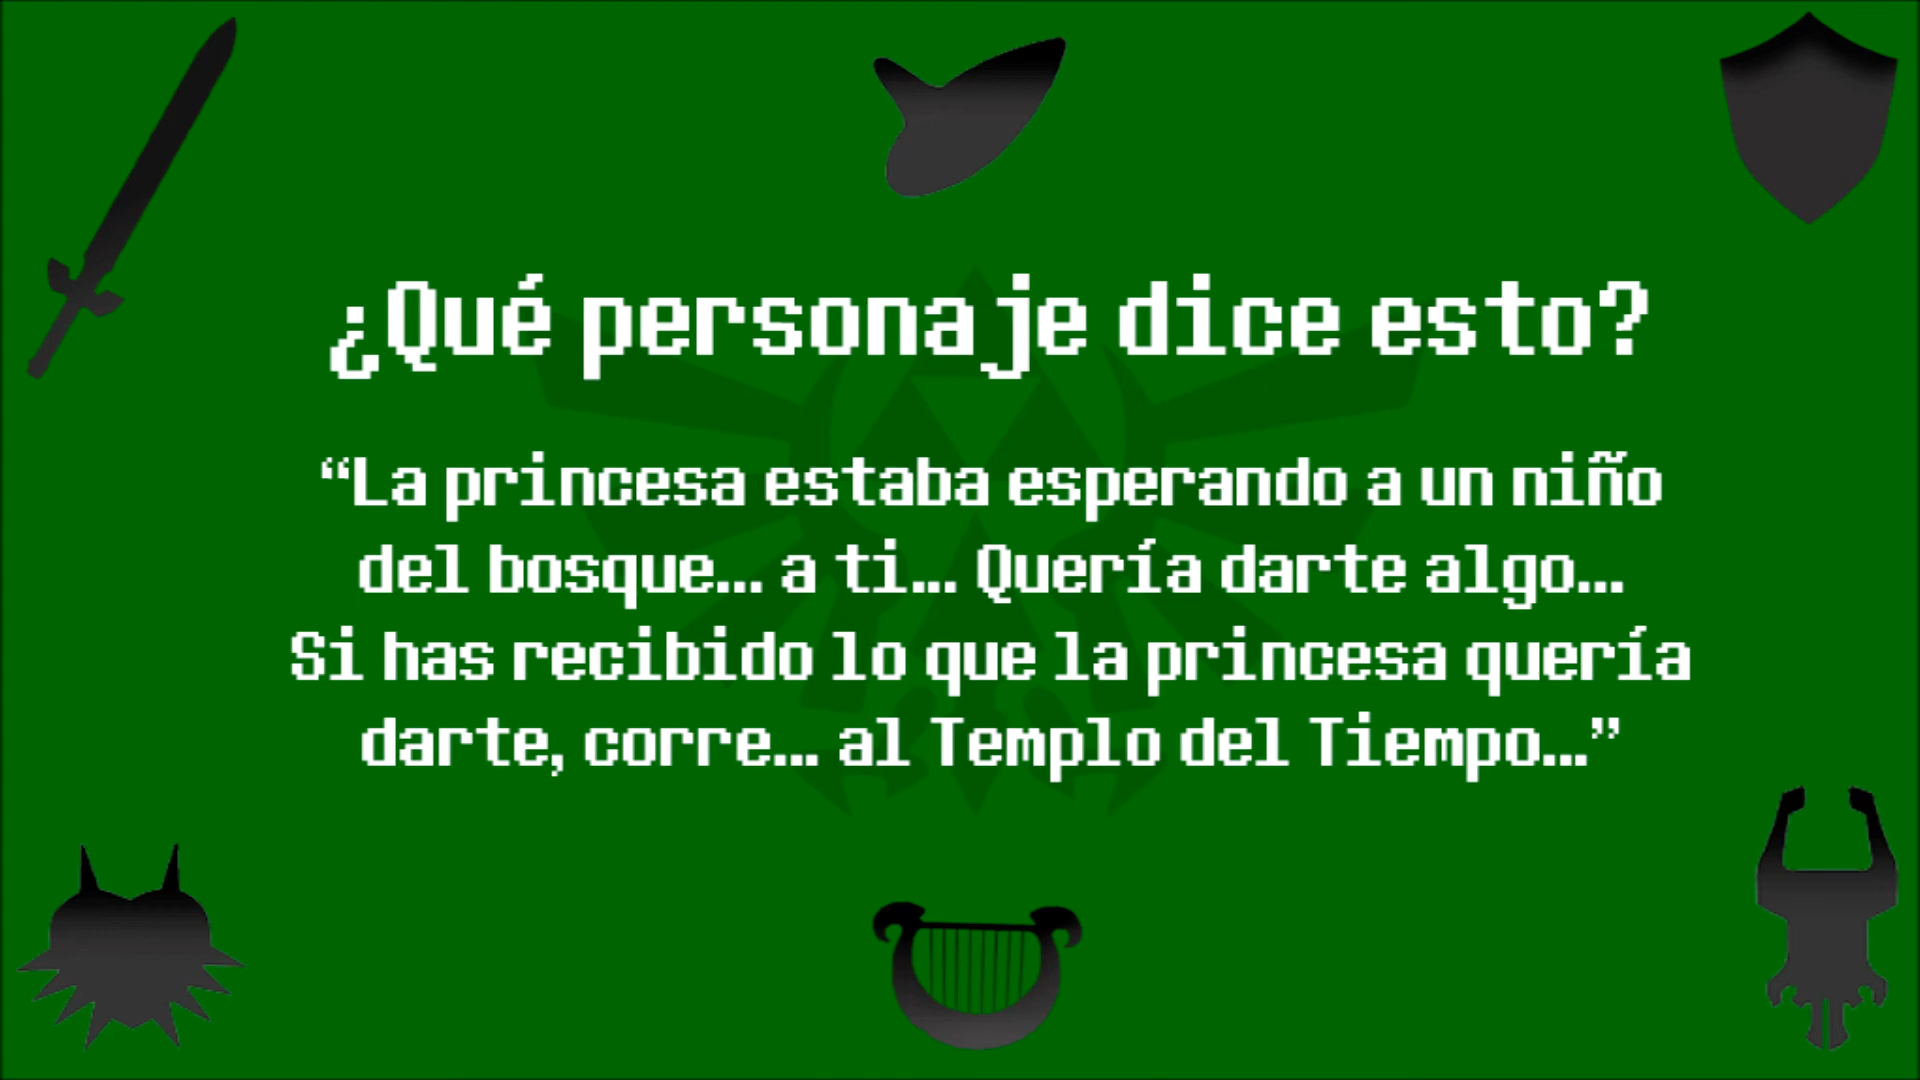 ¿Qué personaje dice esto?
“La princesa estaba esperando a un niño
del bosque... a ti... Quería darte algo...
Si has recibido lo que la princesa quería
darte, corre... al Templo del Tiempo...”